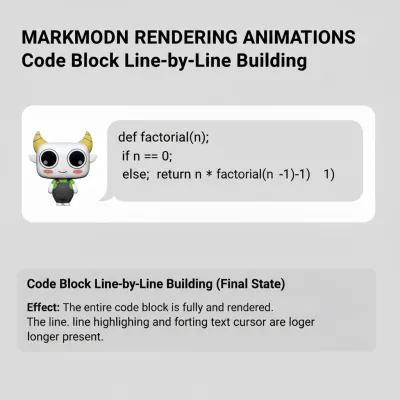 MARKMODN RENDERING ANIMATIONS
Code Block Line-by-Line Building
def factorial(n);
if n == 0;
else; return n * factorial(n -1)-1) 1)
Code Block Line-by-Line Building (Final State)
Effect: The entire code block is fully and rendered.
The line. line highlighing and forting text cursor are loger
longer present.